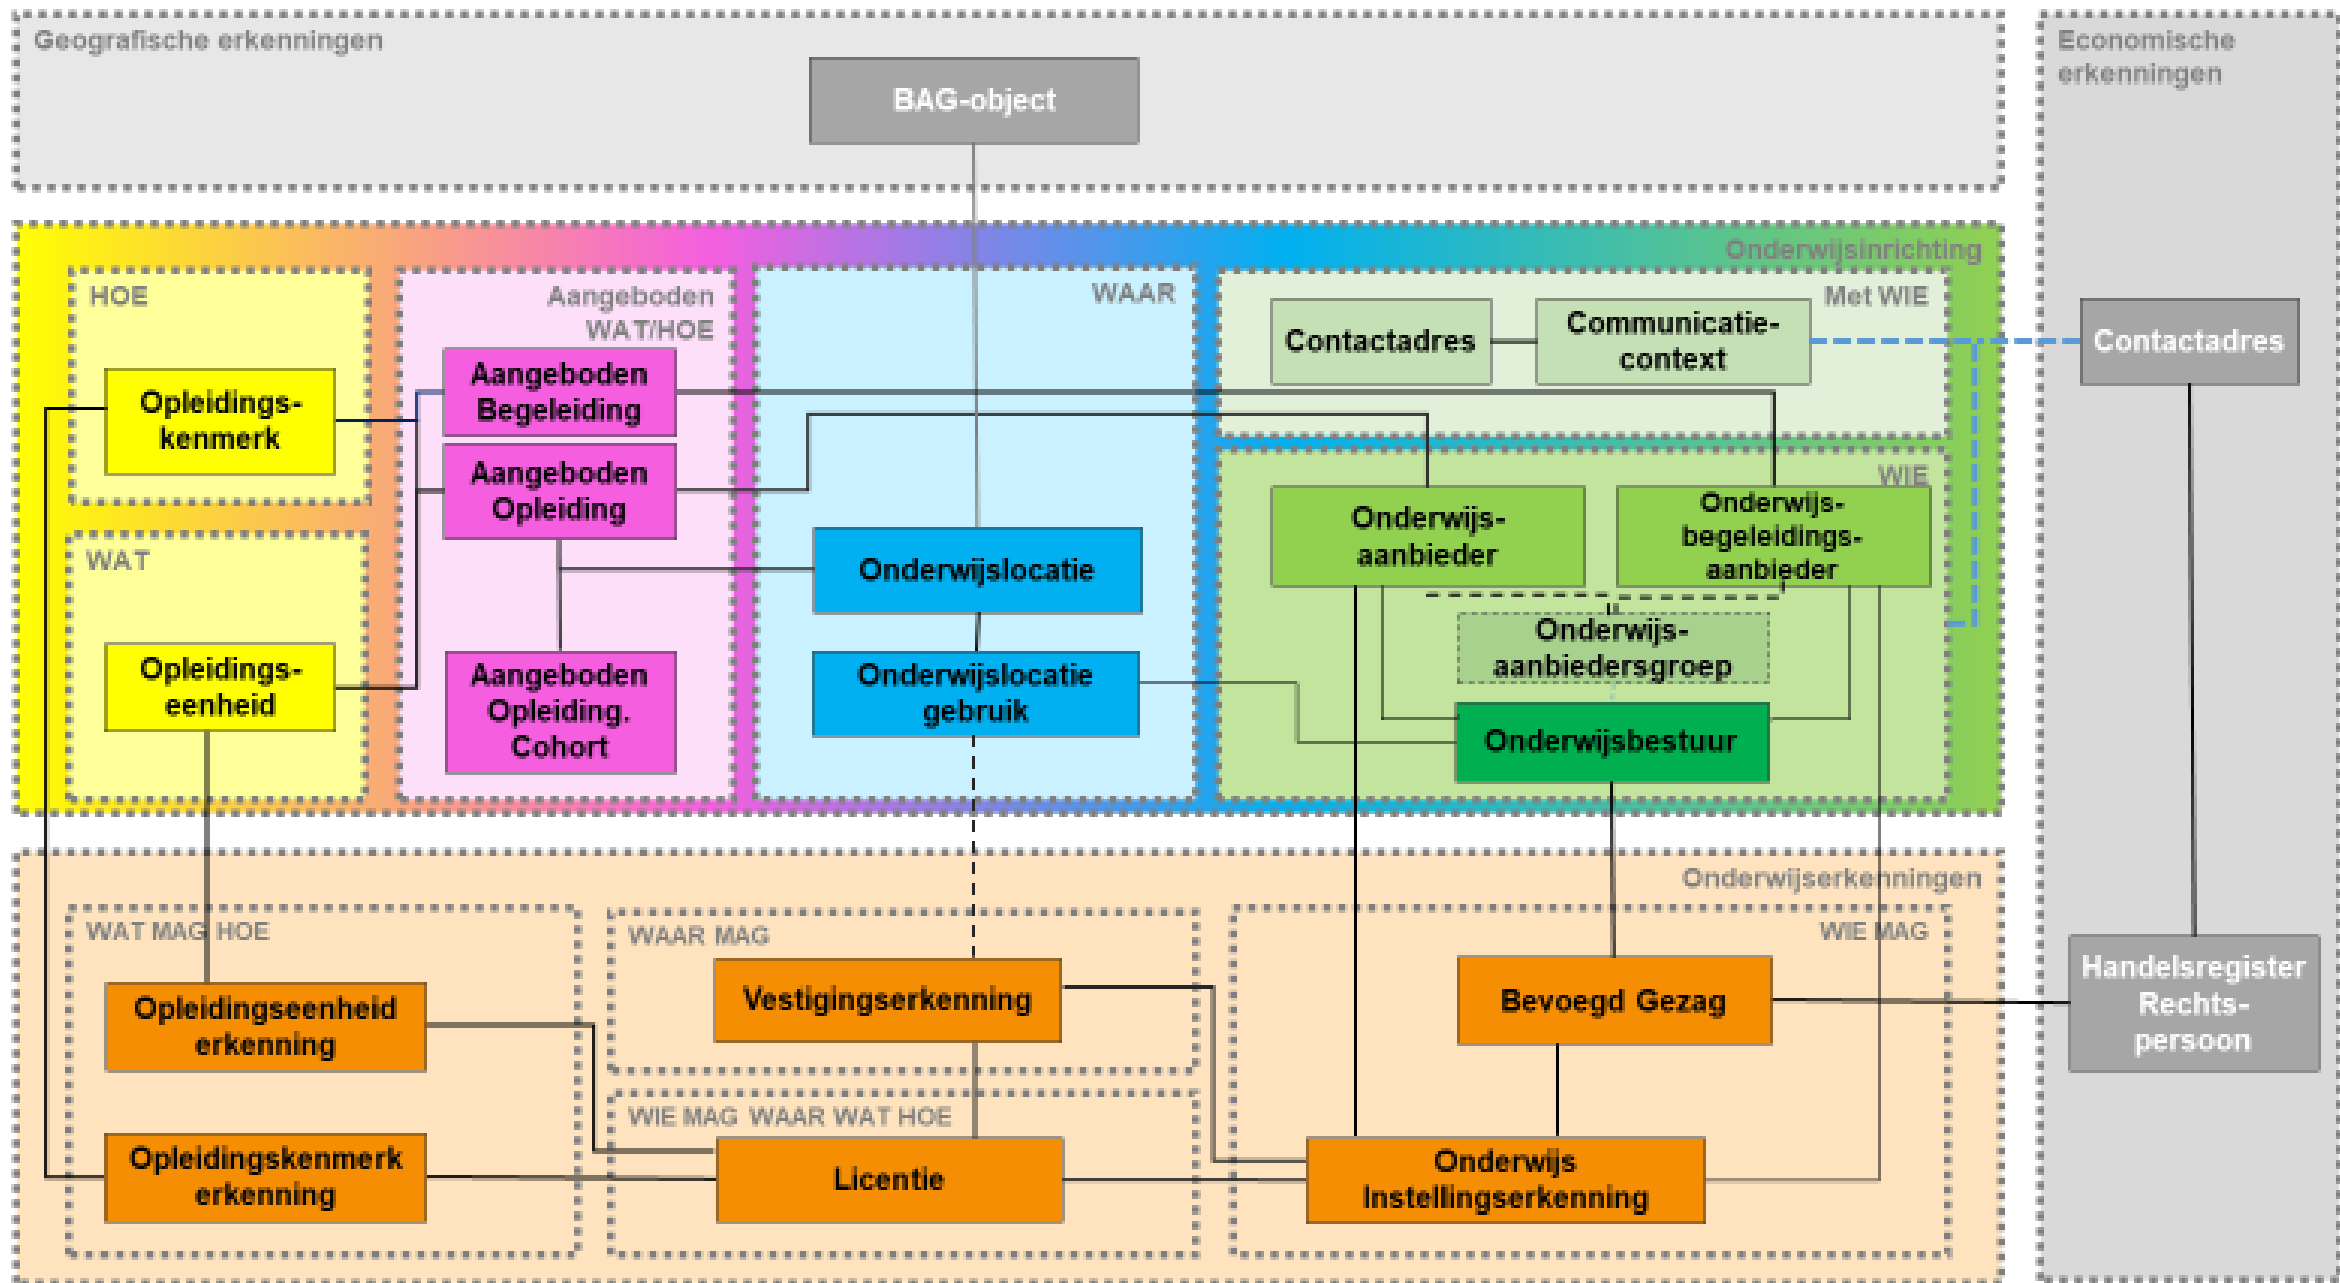 Geografische erkenningen
BAG-object
Economische
erkenningen
Onderwijsinrichting
HOE
Opleidings-
kenmerk
WAT
Opleidings-
eenheid
Aangeboden
WAT/HOE
Aangeboden
Begeleiding
Aangeboden
Opleiding
Aangeboden
Opleiding.
Cohort
WAAR
Onderwijslocatie
Onderwijslocatie
gebruik
Met WIE
Contactadres
Communicatie-
context
WIE
Onderwijs-
aanbieder
Onderwijs-
begeleidings-
aanbieder
Onderwijs-
aanbiedersgroep
Onderwijsbestuur
Contactadres
Handelsregister
Rechts-
persoon
Onderwijserkenningen
WAT MAG HOE
Opleidingseenheid
erkenning
Opleidingskenmerk
erkenning
WAAR MAG
Vestigingserkenning
WIE MAG WAAR WAT HOE
Licentie
WIE MAG
Bevoegd Gezag
Onderwijs
Instellingserkenning